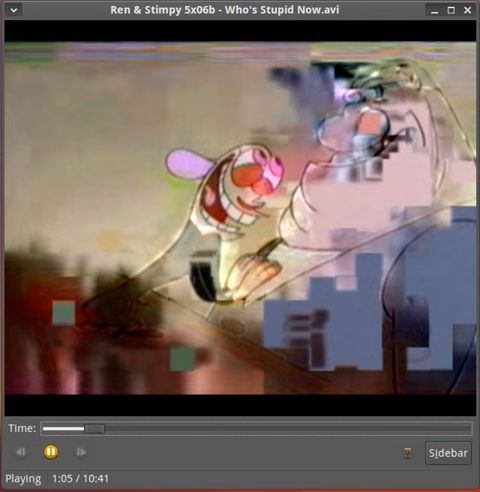 Ren & Stimpy 5x06b - Who's Stupid Now.avi
Time:
Sidebar
Playing 1:05 / 10:41